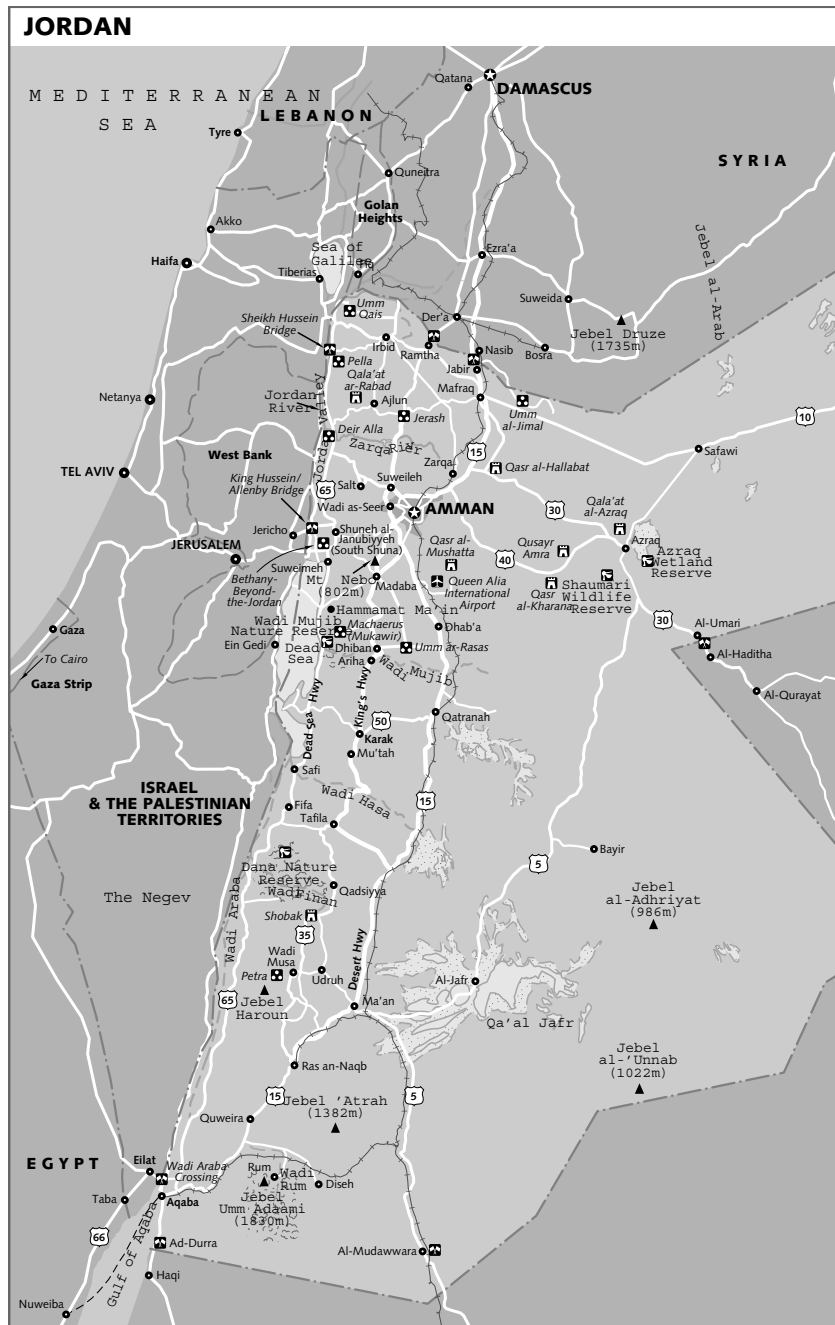 JORDAN
Qatana
DAMASCUS
MEDITERRANEAN
SEA
LEBANON
Tyre
SYRIA
Quneitra
Golan
Heights
Akko
Jebel al-Arab
Sea of
Galilee
Fiq
Ezra'a
Haifa
Tiberias
Suweida
Umm
Qais
Der'a
Jebel Druze
(1735m)
Sheikh Hussein
Bridge
Irbid
Ramtha
Nasib
Bosra
Pella
Jabir
Qala'at
ar-Rabad
Mafraq
Jordan
River
Jordan Valley
Netanya
Ajlun
Jerash
Umm
al-Jimal
10
Deir Alla
Zarqa River
15
Safawi
West Bank
TEL AVIV
King Hussein/
Allenby Bridge
65
Salt
Suweileh
Zarqa
Qasr al-Hallabat
Wadi as-Seer
AMMAN
30
Qala'at
al-Azraq
Jericho
Shuneh al-
Janubiyyeh
(South Shuna)
Qasr al-
Mushatta
40
Qusayr
Amra
Azraq
JERUSALEM
Suweimeh
Azraq
Wetland
Reserve
Bethany-
Beyond-
the-Jordan
Mt Nebo
(802m)
Madaba
Queen Alia
International
Airport
Qasr
al-Kharana
Shaumari
Wildlife
Reserve
Hammamat Ma'in
Gaza
Wadi Mujib
Nature Reserve
Machaerus
(Mukawir)
Dhab'a
30
Al-Umari
To Cairo
Ein Gedi
Dead
Sea
Dhiban
Umm ar-Rasas
Al-Haditha
Gaza Strip
Ariha
Wadi Mujib
Al-Qurayat
Dead Sea Hwy
King's Hwy
50
Qatranah
Karak
Mu'tah
Safi
ISRAEL
& THE PALESTINIAN
TERRITORIES
Wadi Hasa
15
Fifa
Tafila
5
Bayir
Dana Nature
Reserve
Wadi Finan
The Negev
Wadi Araba
Qadsiyya
Jebel
al-Adhriyat
(986m)
Shobak
35
Desert Hwy
Wadi
Musa
Petra
Udruh
Al-Jafr
65
Jebel
Haroun
Ma'an
Qa'al Jafr
Jebel
al-'Unnab
(1022m)
Ras an-Naqb
15
Jebel 'Atrah
(1382m)
5
Quweira
EGYPT
Eilat
Wadi Araba
Crossing
Rum
Wadi
Rum
Taba
Aqaba
Diseh
Jebel
Umm Adaami
(1830m)
66
Gulf of Aqaba
Ad-Durra
Al-Mudawwara
Haqi
Nuweiba